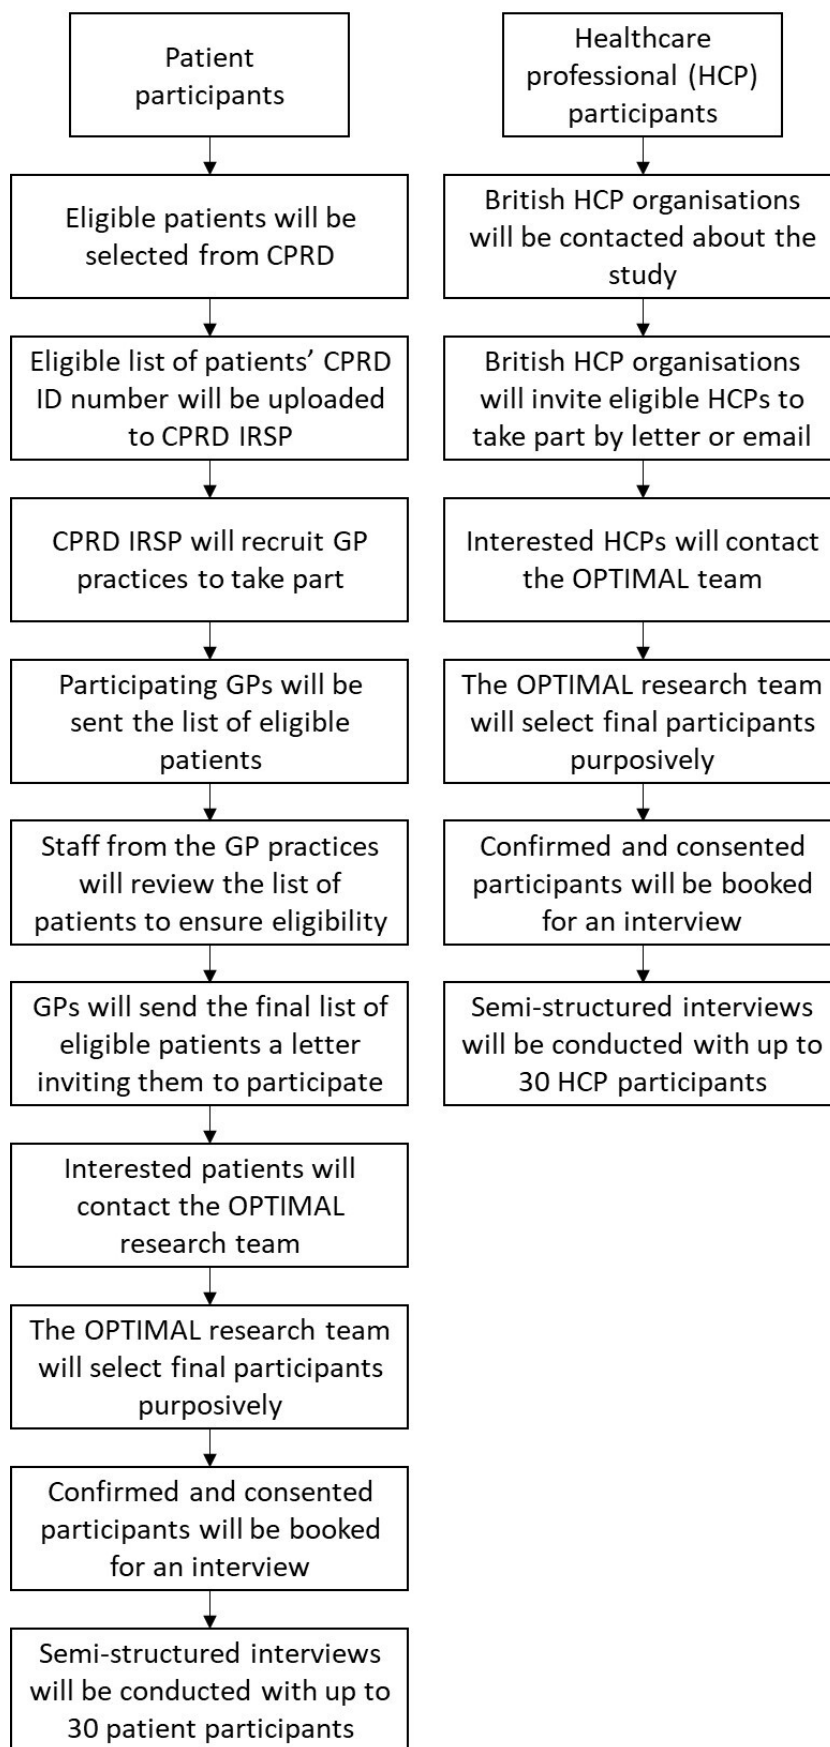 Patient
participants
Eligible patients will be
selected from CPRD
Eligible list of patients’ CPRD
ID number will be uploaded
to CPRD IRSP
CPRD IRSP will recruit GP
practices to take part
Participating GPs will be
sent the list of eligible
patients
Staff from the GP practices
will review the list of
patients to ensure eligibility
GPs will send the final list of
eligible patients a letter
inviting them to participate
Interested patients will
contact the OPTIMAL
research team
The OPTIMAL research team
will select final participants
purposively
Confirmed and consented
participants will be booked
for an interview
Semi-structured interviews
will be conducted with up to
30 patient participants
Healthcare
professional (HCP)
participants
British HCP organisations
will be contacted about the
study
British HCP organisations
will invite eligible HCPs to
take part by letter or email
Interested HCPs will contact
the OPTIMAL team
The OPTIMAL research team
will select final participants
purposively
Confirmed and consented
participants will be booked
for an interview
Semi-structured interviews
will be conducted with up to
30 HCP participants